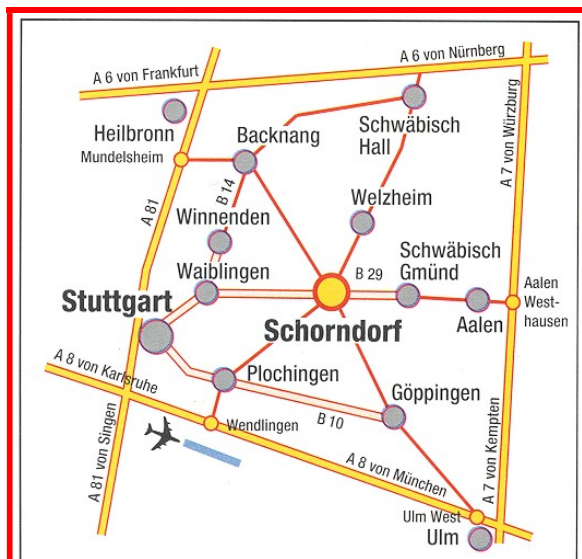 A 6 von Frankfurt
A 6 von Nürnberg
Heilbronn
Mundelsheim
Backnang
Schwäbisch
Hall
A 7 von Würzburg
A 81
B 14
Winnenden
Welzheim
Waiblingen
B 29
Schwäbisch
Gmünd
Aalen
West-
hausen
Stuttgart
Schorndorf
Aalen
A 8 von Karlsruhe
Plochingen
Göppingen
B 10
Wendlingen
A 81 von Singen
A 8 von München
A 7 von Kempten
Ulm West
Ulm